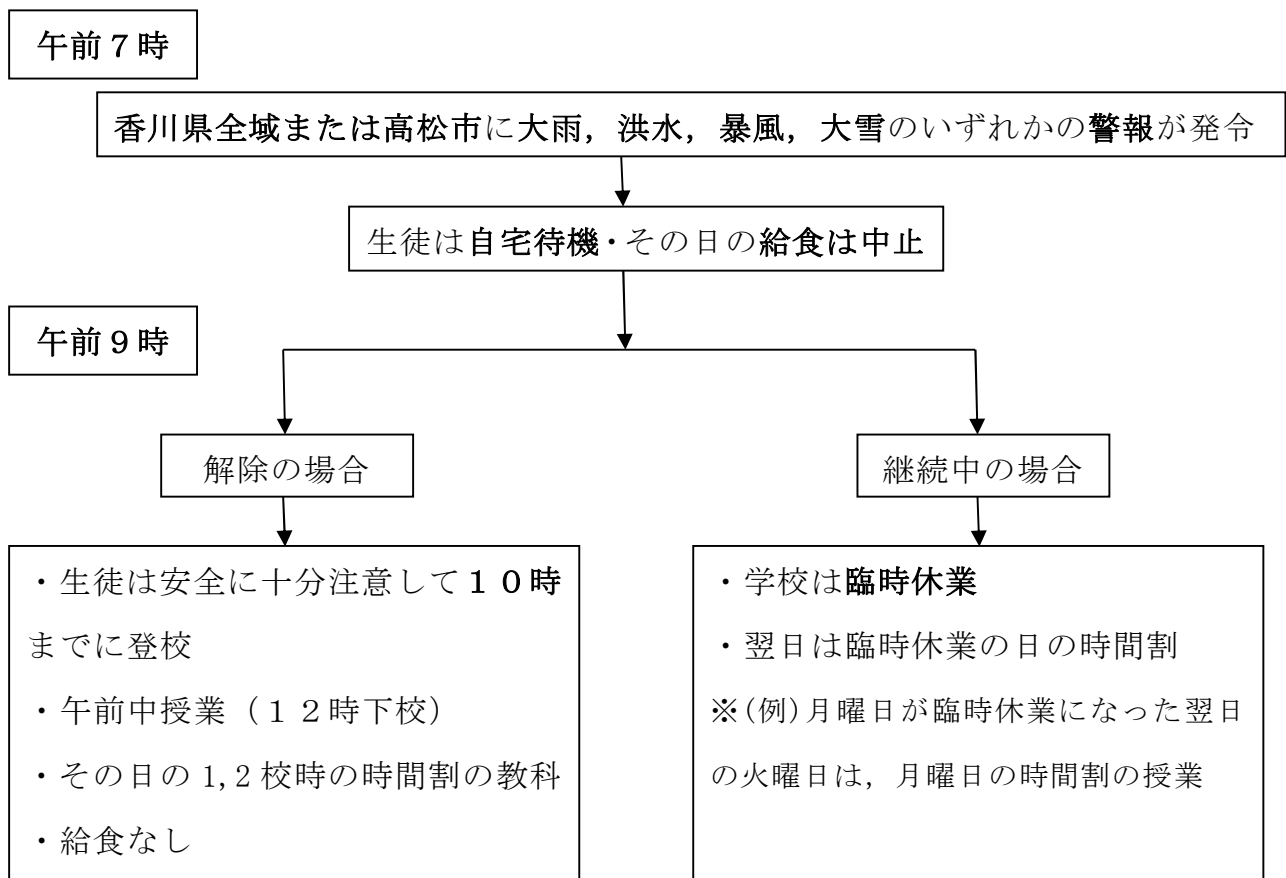 午前７時
香川県全域または高松市に大雨，洪水，暴風，大雪のいずれかの警報が発令
生徒は自宅待機・その日の給食は中止
午前９時
解除の場合
継続中の場合
・生徒は安全に十分注意して１０時
までに登校
・午前中授業（１２時下校）
・その日の 1,2 校時の時間割の教科
・給食なし
・学校は臨時休業
・翌日は臨時休業の日の時間割
※(例)月曜日が臨時休業になった翌日
の火曜日は，月曜日の時間割の授業